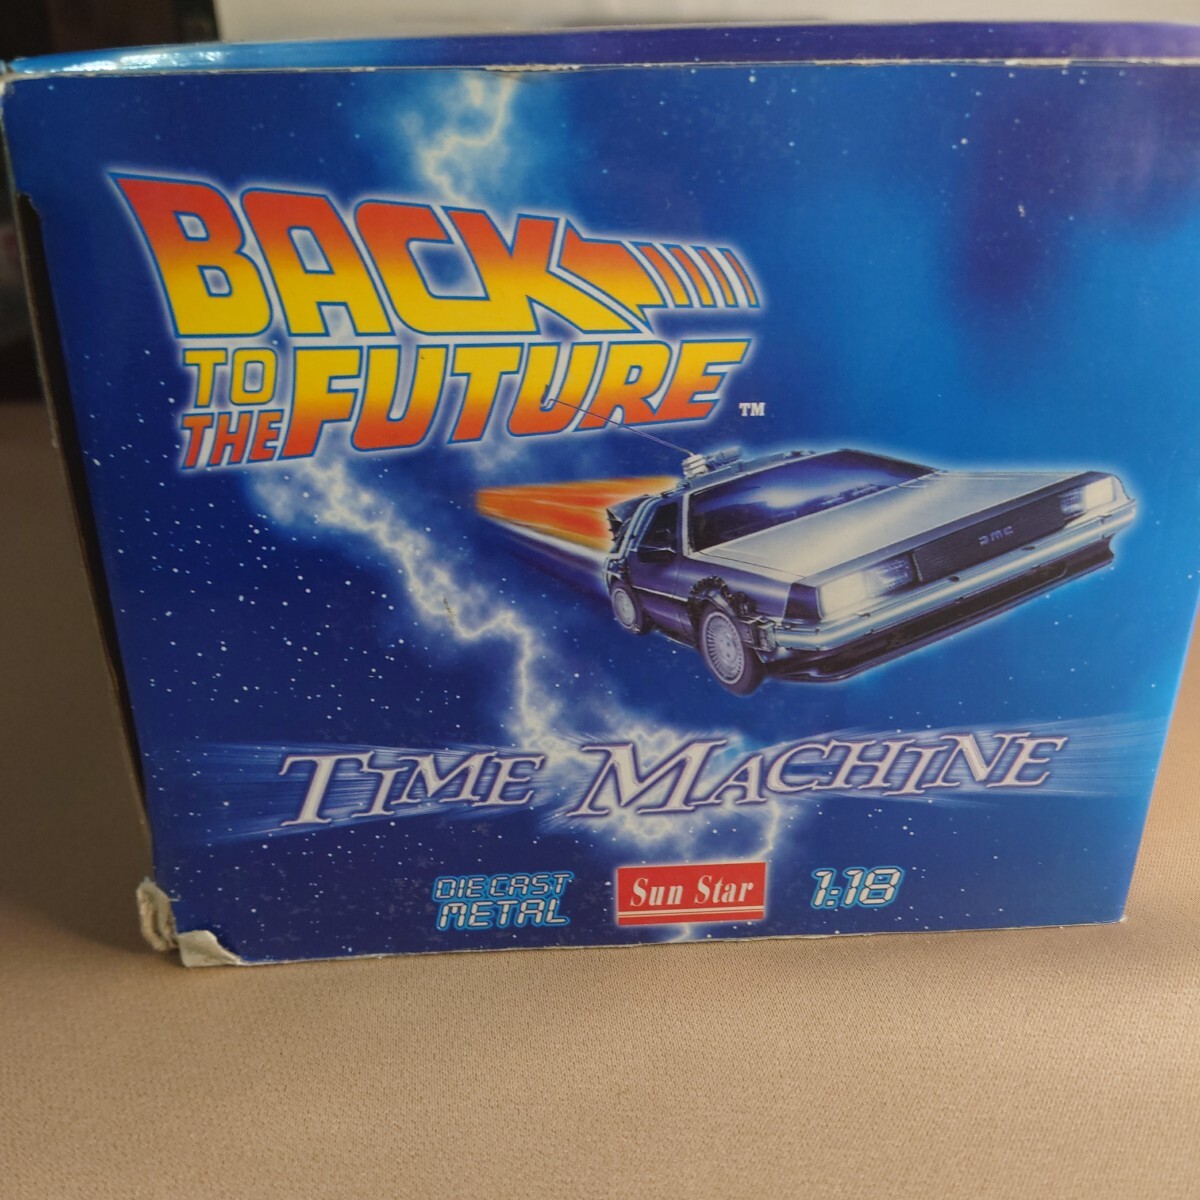 BACK
TO
THE FUTURE ™
DMC
TIME MACHINE
DIE CAST
METAL
Sun Star
1:18